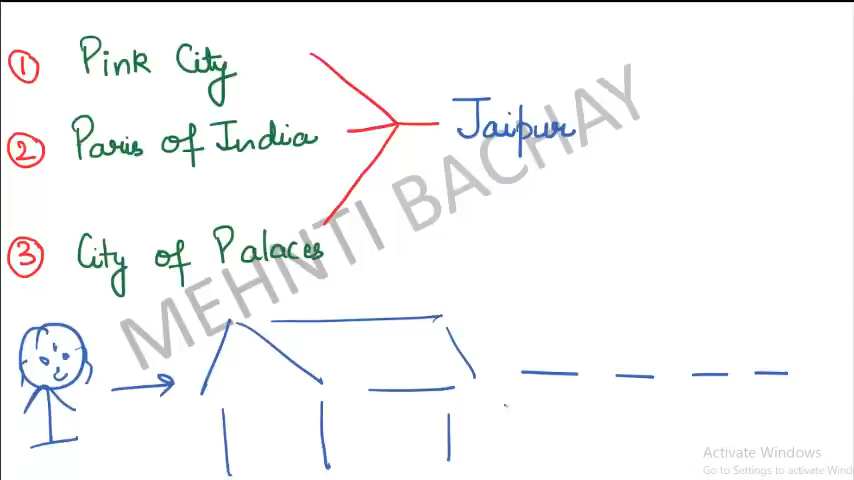 1 Pink City
2 Paris of India
Jaipur
3 City of Palaces
MEHNTI BACHAY
Activate Windows
Go to Settings to activate Wind